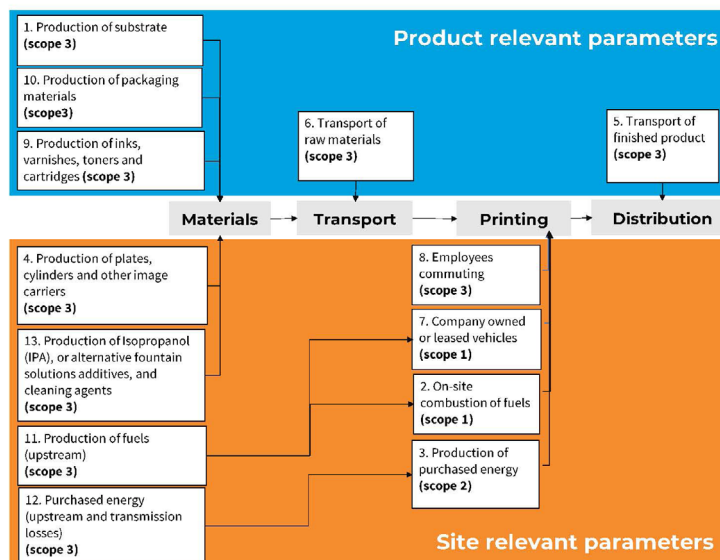 Product relevant parameters
1. Production of substrate
(scope 3)
10. Production of packaging
materials
(scope3)
9. Production of inks,
varnishes, toners and
cartridges (scope 3)
6. Transport of
raw materials
(scope 3)
5. Transport of
finished product
(scope 3)
Materials
Transport
Printing
Distribution
4. Production of plates,
cylinders and other image
carriers
(scope 3)
13. Production of Isopropanol
(IPA), or alternative fountain
solutions additives, and
cleaning agents
(scope 3)
11. Production of fuels
(upstream)
(scope 3)
12. Purchased energy
(upstream and transmission
losses)
(scope 3)
8. Employees
commuting
(scope 3)
7. Company owned
or leased vehicles
(scope 1)
2. On-site
combustion of fuels
(scope 1)
3. Production of
purchased energy
(scope 2)
Site relevant parameters